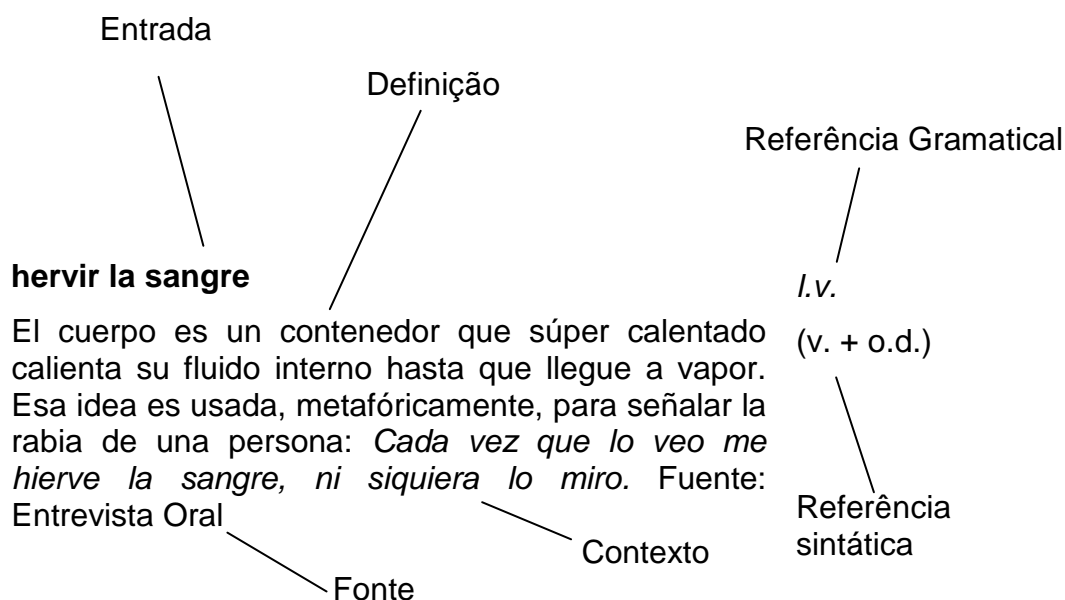 Entrada
Definição
Referência Gramatical
hervir la sangre
l.v.
El cuerpo es un contenedor que súper calentado
(v. + o.d.)
calienta su fluido interno hasta que llegue a vapor.
Esa idea es usada, metafóricamente, para señalar la
rabia de una persona: Cada vez que lo veo me
hierve la sangre, ni siquiera lo miro. Fuente:
Entrevista Oral
Referência
sintática
Contexto
Fonte